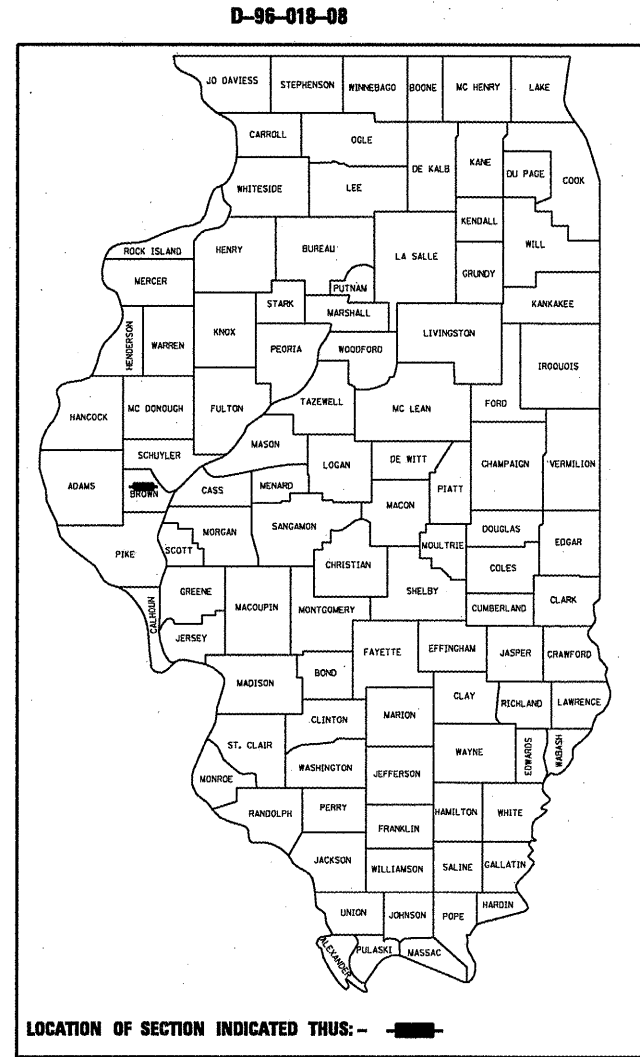 D-96-018-08
JO DAVIESS STEPHENSON WINNEBAGO BOONE MC HENRY LAKE
CARROLL OGLE DE KALB KANE DU PAGE COOK
WHITESIDE LEE KENDALL WILL
ROCK ISLAND HENRY BUREAU LA SALLE GRUNDY
MERCER PUTNAM
STARK MARSHALL KANKAKEE
HENDERSON WARREN KNOX PEORIA WOODFORD LIVINGSTON IROQUOIS
HANCOCK MC DONOUGH FULTON TAZEWELL MC LEAN FORD
SCHUYLER MASON LOGAN DE WITT CHAMPAIGN VERMILION
ADAMS BROWN CASS MENARD MACON PIATT
PIKE SCOTT MORGAN SANGAMON CHRISTIAN MOULTRIE DOUGLAS EDGAR
COLES
CALHOUN GREENE MACOUPIN MONTGOMERY SHELBY CUMBERLAND CLARK
JERSEY FAYETTE EFFINGHAM JASPER CRAWFORD
MADISON BOND CLAY RICHLAND LAWRENCE
CLINTON MARION
ST. CLAIR WAYNE EDWARDS WABASH
MONROE WASHINGTON JEFFERSON
RANDOLPH PERRY HAMILTON WHITE
FRANKLIN
JACKSON WILLIAMSON SALINE GALLATIN
UNION JOHNSON POPE HARDIN
ALEXANDER PULASKI MASSAC
LOCATION OF SECTION INDICATED THUS: -